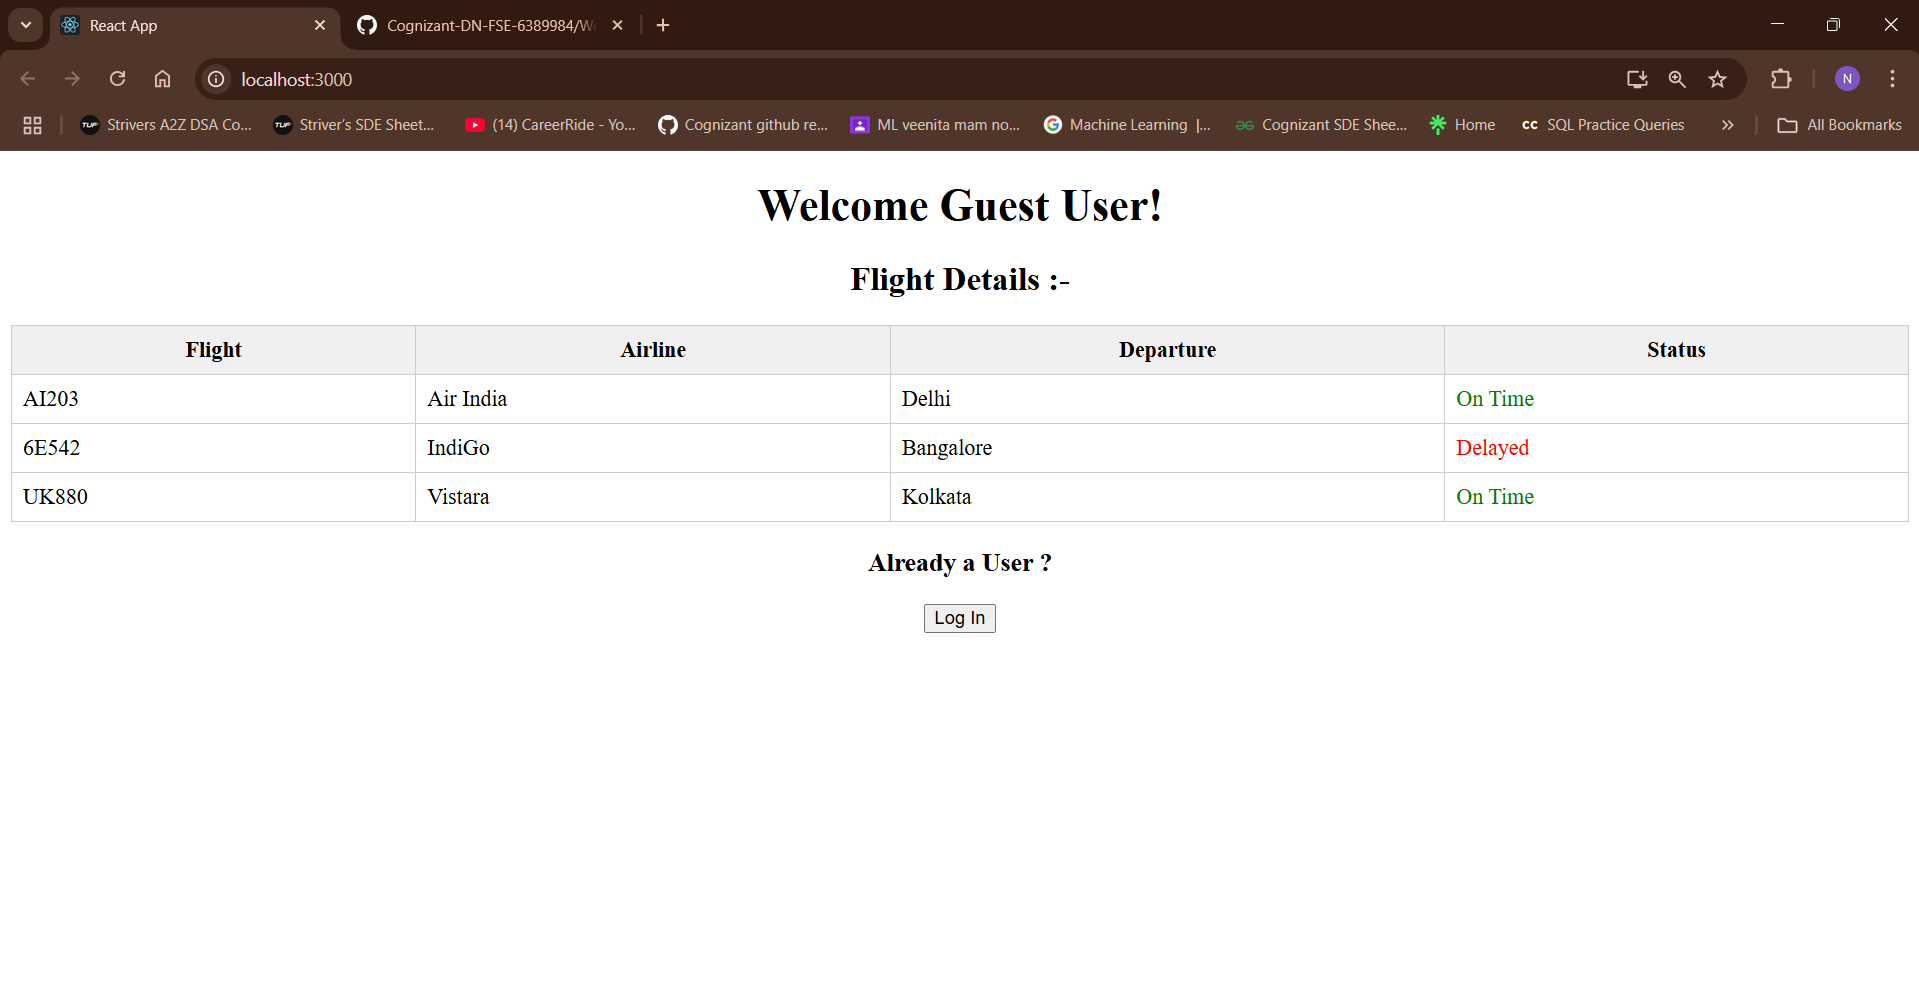 React App
Cognizant-DN-FSE-6389984/W
localhost:3000
N
Strivers A2Z DSA Co...
Striver's SDE Sheet...
(14) CareerRide - Yo...
Cognizant github re...
ML veenita mam no...
Machine Learning |...
Cognizant SDE Shee...
Home
CC SQL Practice Queries
All Bookmarks
Welcome Guest User!
Flight Details :-
Flight Airline Departure Status
AI203 Air India Delhi On Time
6E542 IndiGo Bangalore Delayed
UK880 Vistara Kolkata On Time
Already a User ?
Log In